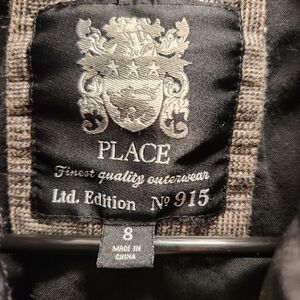 PLACE
Finest quality outerwear
Ltd. Edition Nº 915
8
MADE IN
CHINA